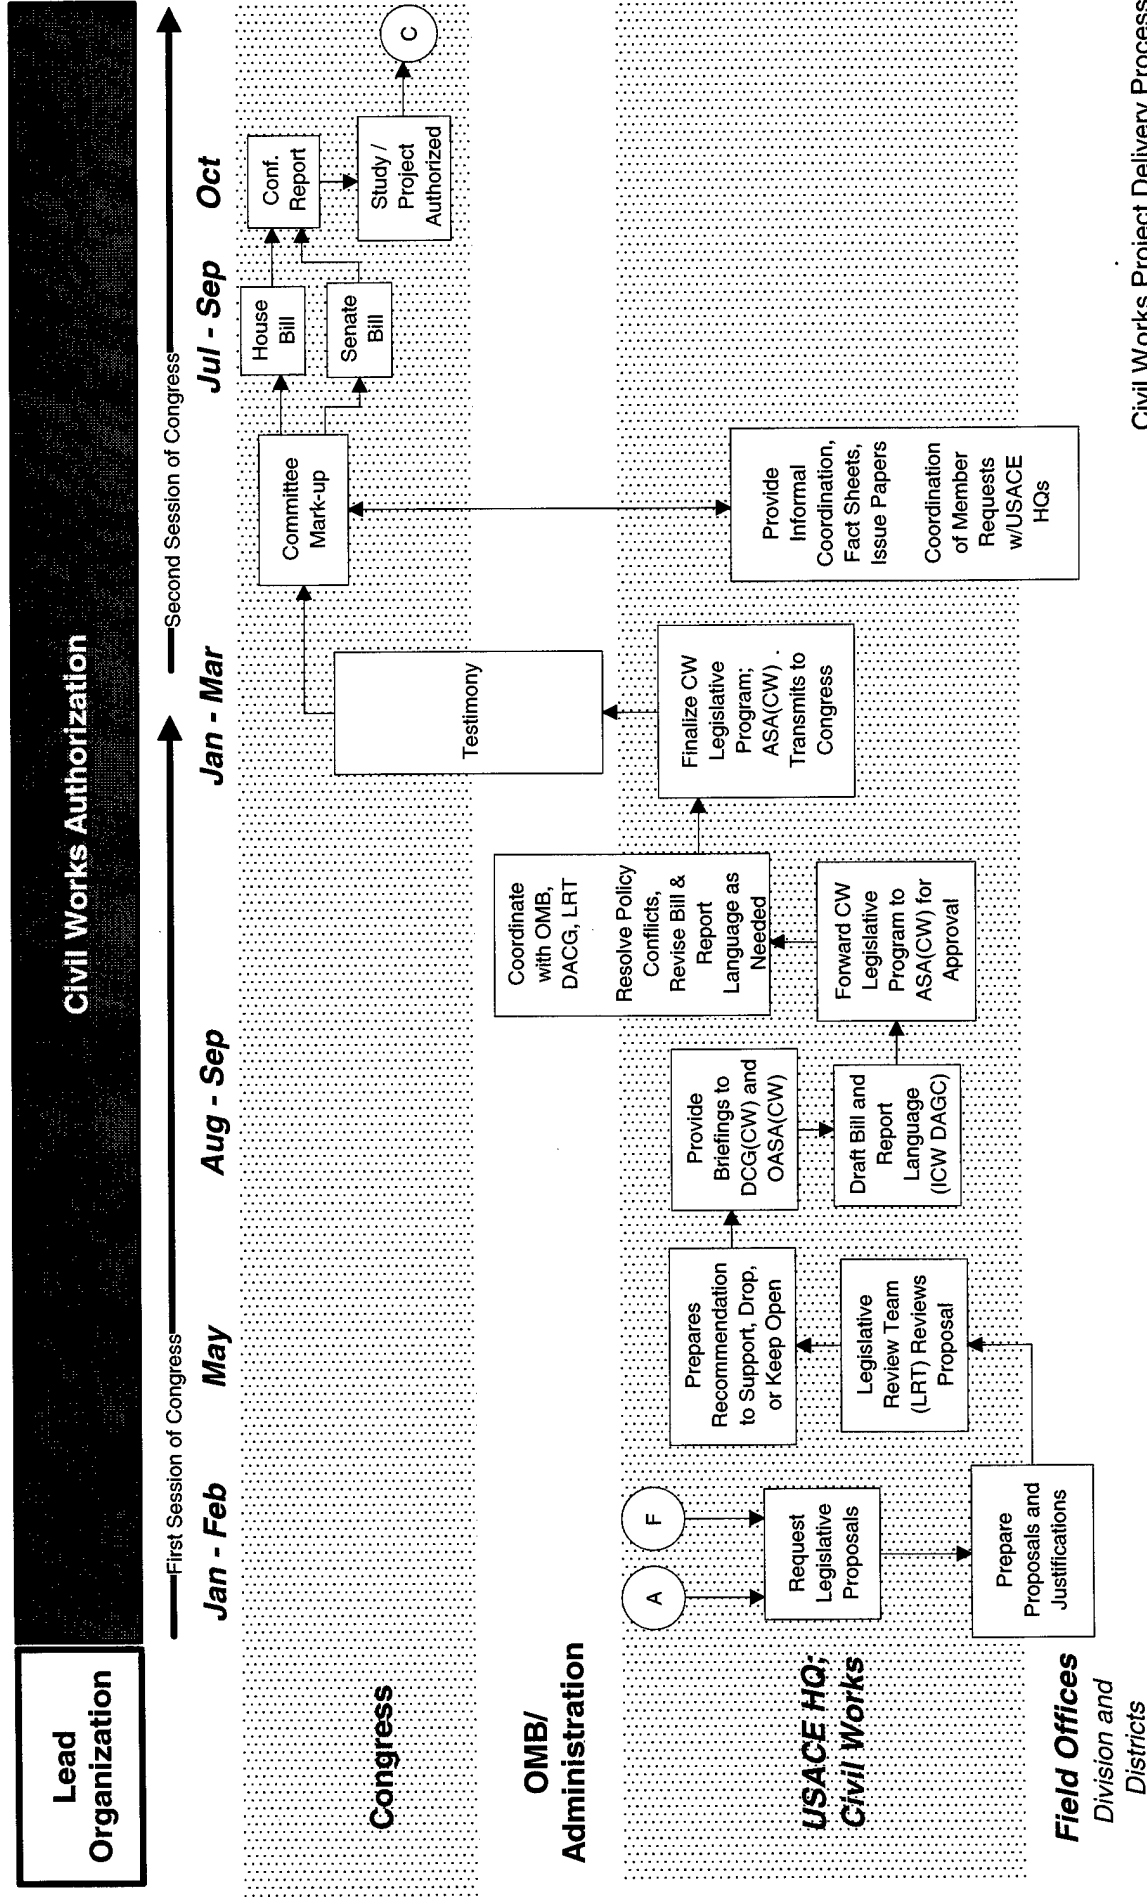 Lead
Organization
Civil Works Authorization
First Session of Congress
Second Session of Congress
Jan - Feb
May
Aug - Sep
Jan - Mar
Jul - Sep
Oct
Congress
Testimony
Committee
Mark-up
House
Bill
Senate
Bill
Conf.
Report
Study /
Project
Authorized
C
OMB/
Administration
Coordinate
with OMB,
DACG, LRT
Resolve Policy
Conflicts,
Revise Bill &
Report
Language as
Needed
USACE HQ;
Civil Works
A
F
Request
Legislative
Proposals
Prepares
Recommendation
to Support, Drop,
or Keep Open
Legislative
Review Team
(LRT) Reviews
Proposal
Provide
Briefings to
DCG(CW) and
OASA(CW)
Draft Bill and
Report
Language
(ICW DAGC)
Forward CW
Legislative
Program to
ASA(CW) for
Approval
Finalize CW
Legislative
Program;
ASA(CW) .
Transmits to
Congress
Provide
Informal
Coordination,
Fact Sheets,
Issue Papers
Coordination
of Member
Requests
w/USACE
HQs
Field Offices
Division and
Districts
Prepare
Proposals and
Justifications
Civil Works Project Delivery Process